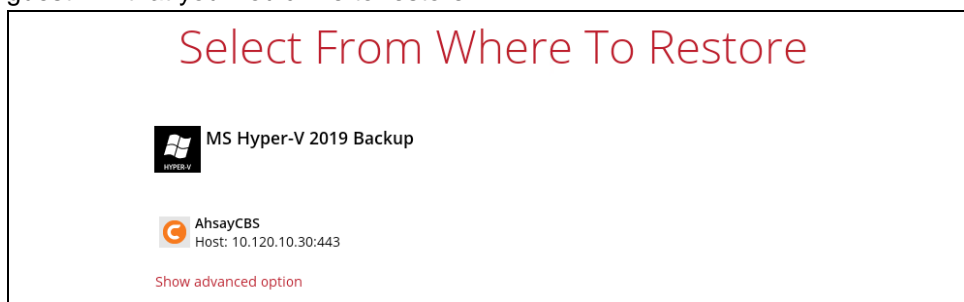 Select From Where To Restore
MS Hyper-V 2019 Backup
HYPER-V
AhsayCBS
Host: 10.120.10.30:443
Show advanced option